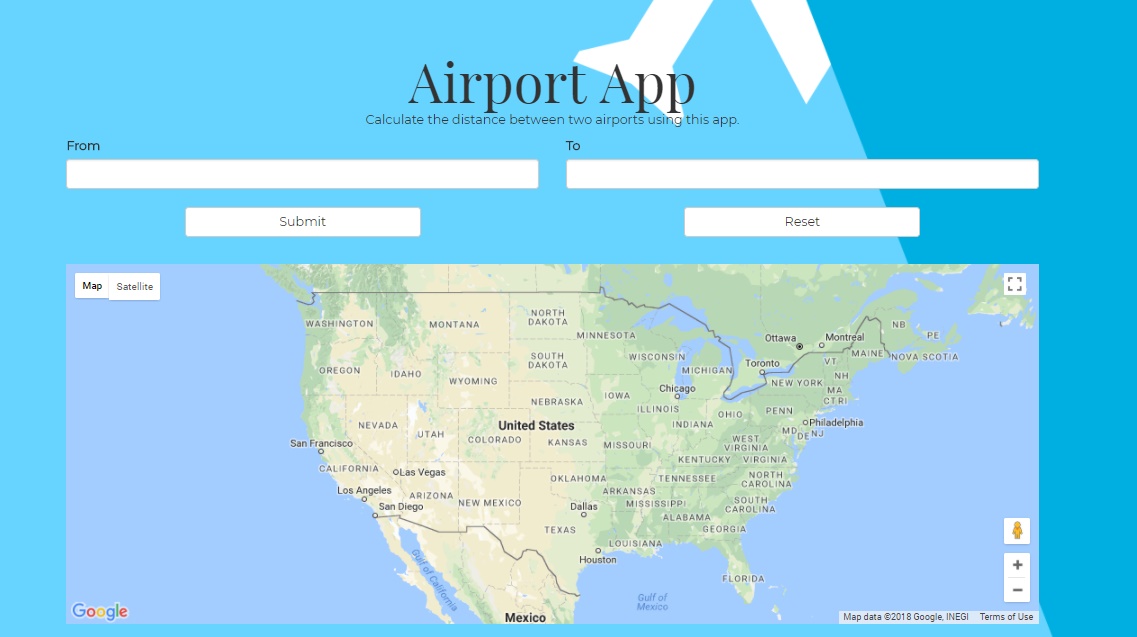 Airport App
Calculate the distance between two airports using this app.
From
To
Submit
Reset
Map
Satellite
WASHINGTON
MONTANA
NORTH
DAKOTA
MINNESOTA
Ottawa
Montreal
NB
PE
MAINE
NOVA SCOTIA
OREGON
IDAHO
WYOMING
SOUTH
DAKOTA
WISCONSIN
MICHIGAN
Toronto
VT
NH
NEW YORK
MA
CT
RI
Chicago
NEBRASKA
IOWA
ILLINOIS
INDIANA
OHIO
PENN
Philadelphia
MD
DE
NJ
NEVADA
UTAH
COLORADO
United States
KANSAS
MISSOURI
WEST
VIRGINIA
KENTUCKY
VIRGINIA
San Francisco
CALIFORNIA
Las Vegas
Los Angeles
San Diego
ARIZONA
NEW MEXICO
OKLAHOMA
ARKANSAS
TENNESSEE
NORTH
CAROLINA
MISSISSIPPI
SOUTH
CAROLINA
Dallas
ALABAMA
GEORGIA
TEXAS
LOUISIANA
Houston
FLORIDA
Gulf of California
Gulf of
Mexico
Mexico
Google
Map data ©2018 Google, INEGI
Terms of Use